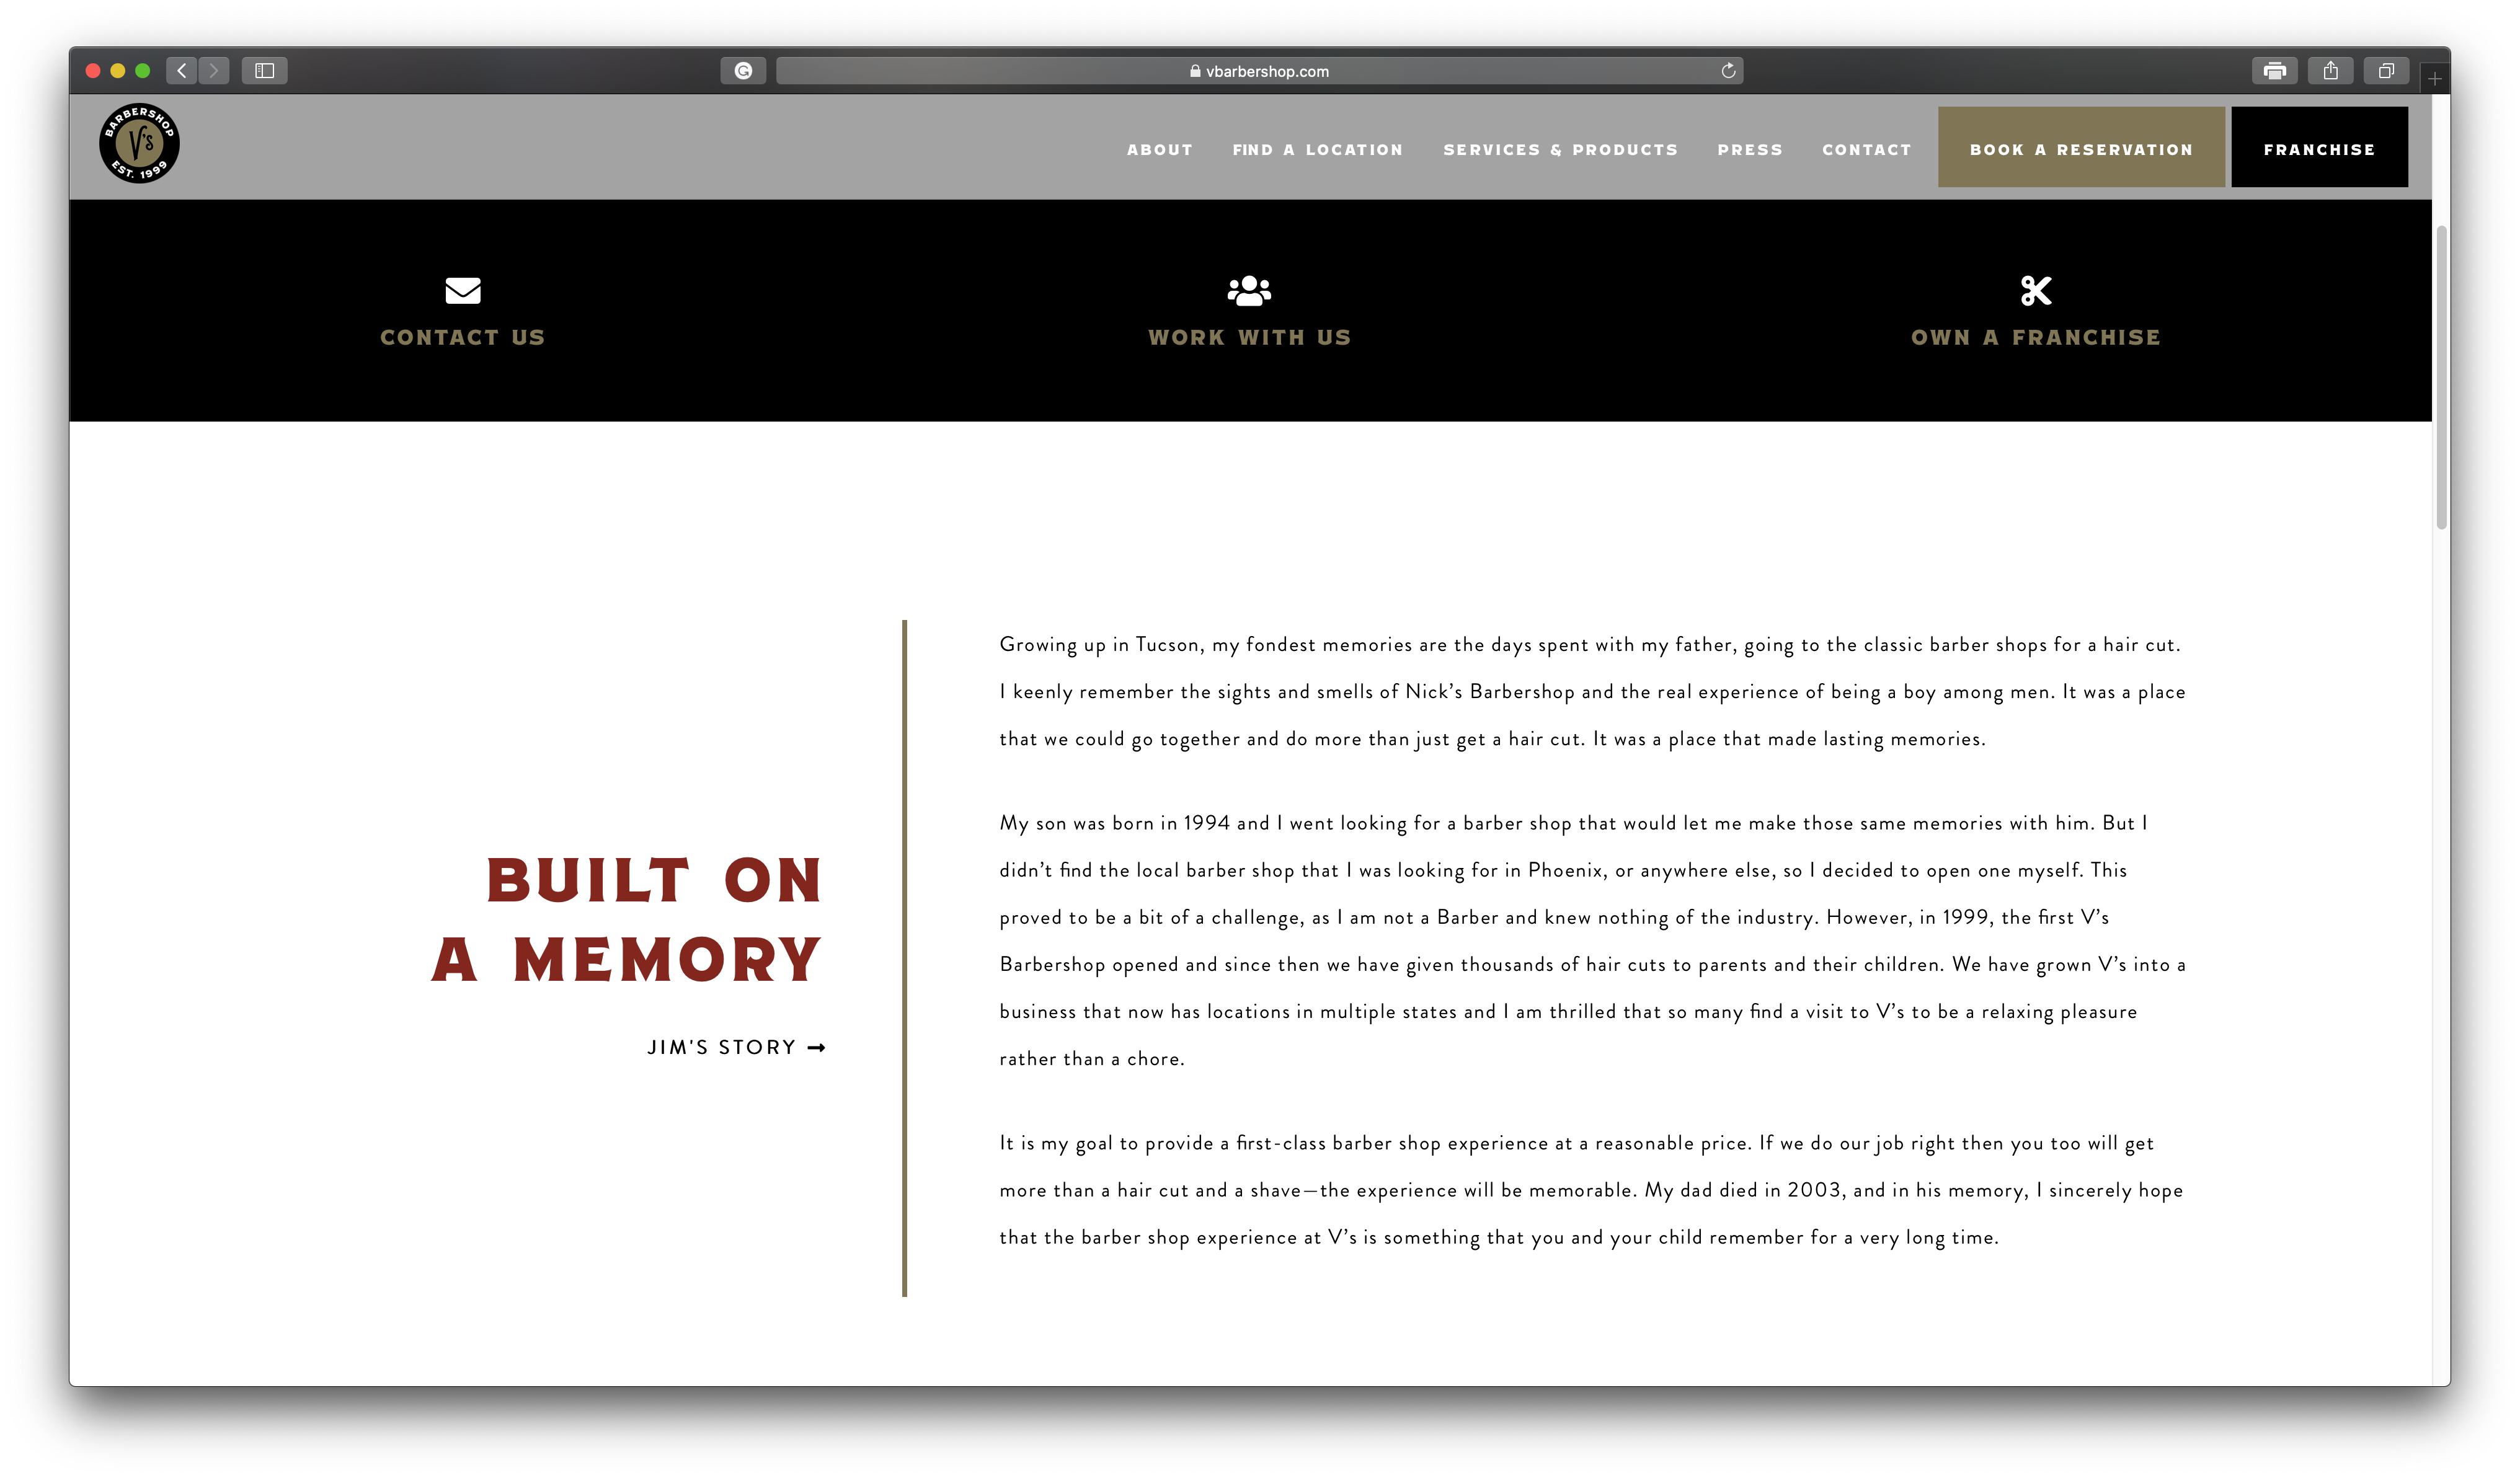 vbarbershop.com
BARBERSHOP
V's
EST. 1999
ABOUT
FIND A LOCATION
SERVICES & PRODUCTS
PRESS
CONTACT
BOOK A RESERVATION
FRANCHISE
CONTACT US
WORK WITH US
OWN A FRANCHISE
BUILT ON
A MEMORY
JIM'S STORY
Growing up in Tucson, my fondest memories are the days spent with my father, going to the classic barber shops for a hair cut.
I keenly remember the sights and smells of Nick’s Barbershop and the real experience of being a boy among men. It was a place
that we could go together and do more than just get a hair cut. It was a place that made lasting memories.
My son was born in 1994 and I went looking for a barber shop that would let me make those same memories with him. But I
didn’t find the local barber shop that I was looking for in Phoenix, or anywhere else, so I decided to open one myself. This
proved to be a bit of a challenge, as I am not a Barber and knew nothing of the industry. However, in 1999, the first V’s
Barbershop opened and since then we have given thousands of hair cuts to parents and their children. We have grown V’s into a
business that now has locations in multiple states and I am thrilled that so many find a visit to V’s to be a relaxing pleasure
rather than a chore.
It is my goal to provide a first-class barber shop experience at a reasonable price. If we do our job right then you too will get
more than a hair cut and a shave—the experience will be memorable. My dad died in 2003, and in his memory, I sincerely hope
that the barber shop experience at V’s is something that you and your child remember for a very long time.